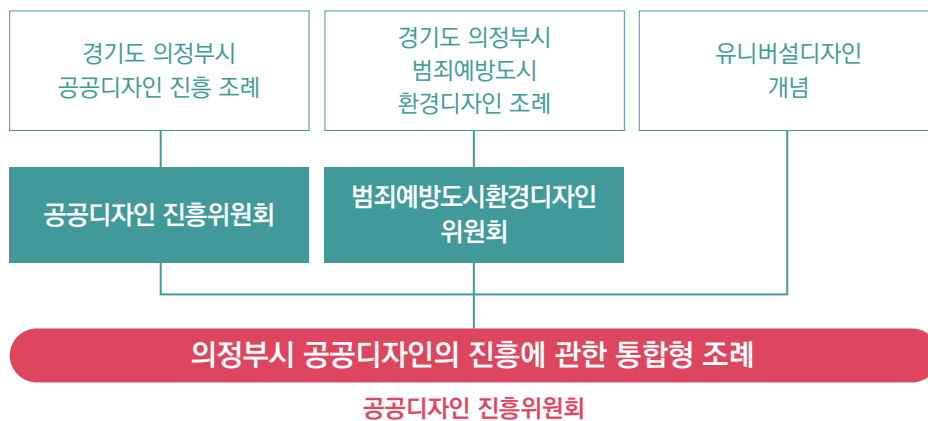 경기도 의정부시
공공디자인 진흥 조례
경기도 의정부시
범죄예방도시
환경디자인 조례
유니버설디자인
개념
공공디자인 진흥위원회
범죄예방도시환경디자인
위원회
의정부시 공공디자인의 진흥에 관한 통합형 조례
공공디자인 진흥위원회